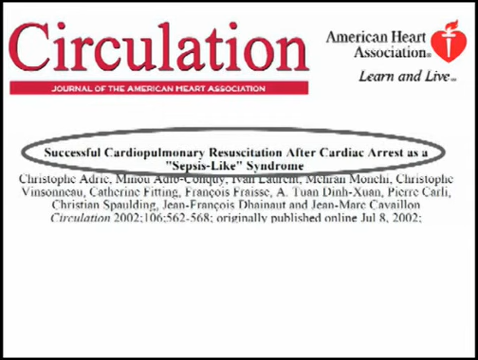 Circulation
American Heart
Association®
Learn and Live℠
JOURNAL OF THE AMERICAN HEART ASSOCIATION
Successful Cardiopulmonary Resuscitation After Cardiac Arrest as a
"Sepsis-Like" Syndrome
Christophe Adrie, Minou Adib-Conquy, Ivan Laurent, Mehran Monchi, Christophe
Vinsonneau, Catherine Fitting, François Fraisse, A. Tuan Dinh-Xuan, Pierre Carli,
Christian Spaulding, Jean-François Dhainaut and Jean-Marc Cavaillon
Circulation 2002;106;562-568; originally published online Jul 8, 2002;